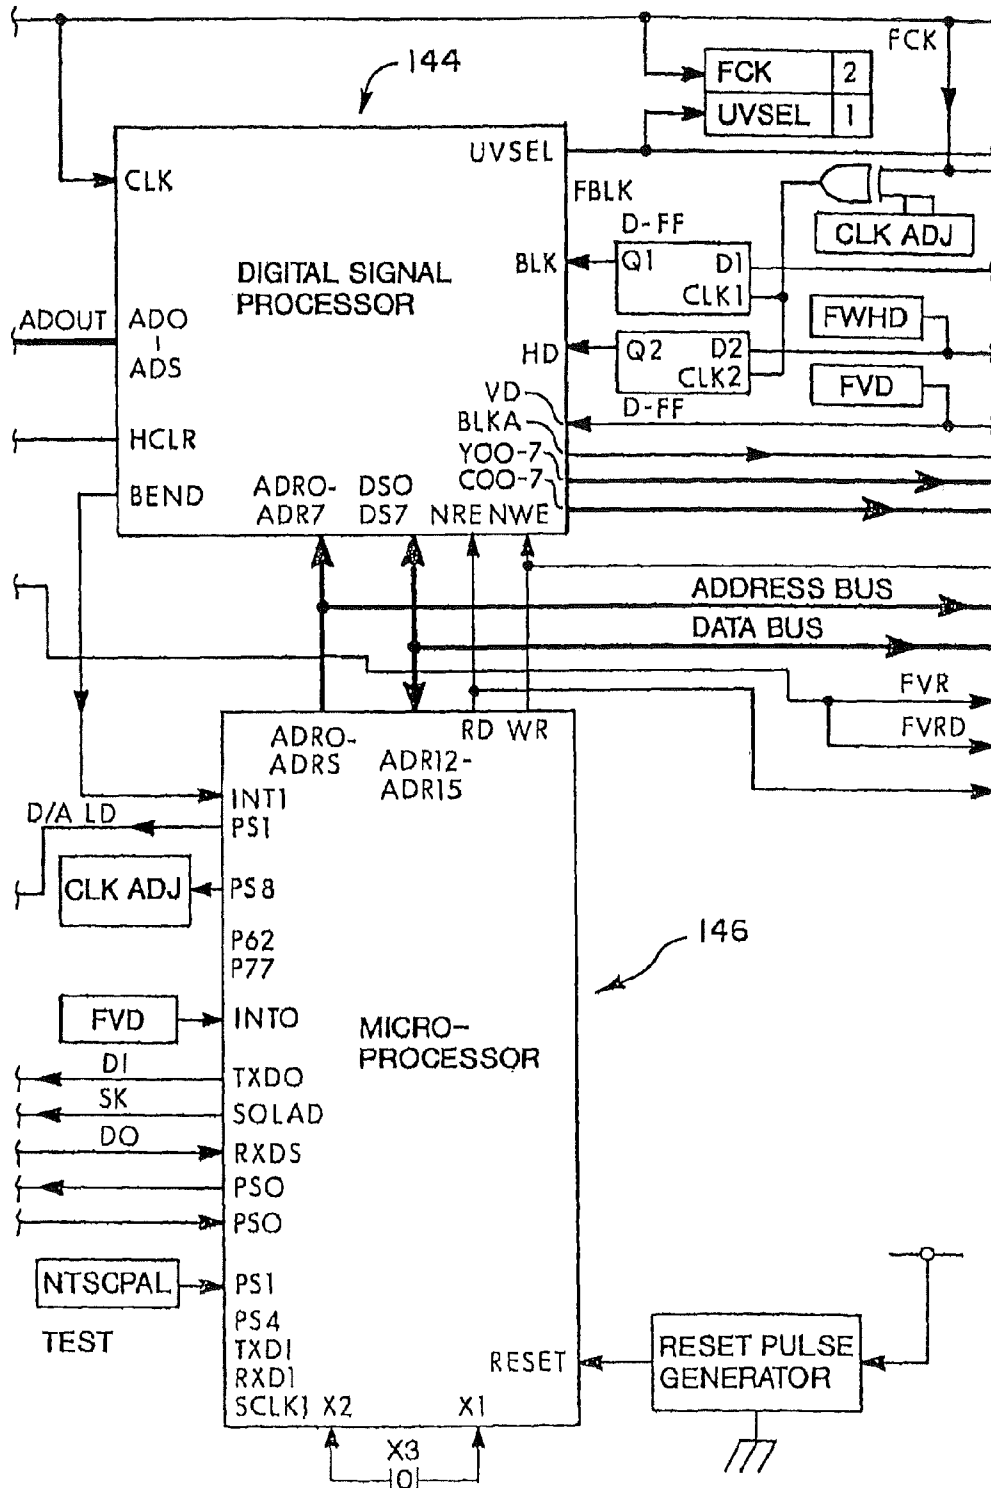 FCK
144
FCK 2
UVSEL 1
UVSEL
CLK
FBLK
CLK ADJ
D-FF
DIGITAL SIGNAL
PROCESSOR
BLK
Q1 D1
CLK1
ADOUT
ADO
ADS
FWHD
HD
Q2 D2
CLK2
FVD
VD
D-FF
BLKA
HCLR
YOO-7
COO-7
BEND
ADRO-
ADR7
DSO
DS7
NRE NWE
ADDRESS BUS
DATA BUS
FVR
FVRD
ADRO-
ADRS
ADR12-
ADR15
RD WR
INT1
D/A LD
PS1
CLK ADJ
PS8
146
P62
P77
FVD
INTO
MICRO-
PROCESSOR
DI
TXDO
SK
SOLAD
DO
RXDS
PSO
PSO
NTSCPAL
PS1
TEST
PS4
TXD1
RXD1
SCLK1 X2 X1
RESET
RESET PULSE
GENERATOR
X3